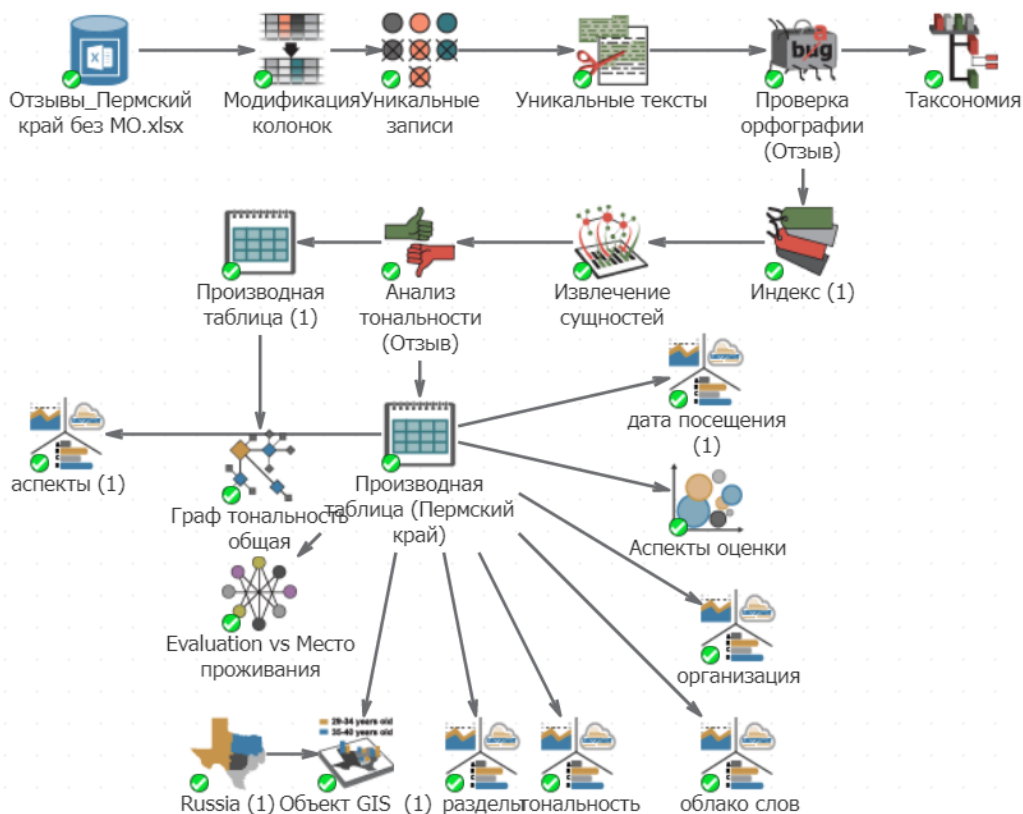 Отзывы_Пермский
край без МО.xlsx
Модификация
колонок
Уникальные
записи
Уникальные тексты
bug
a
Проверка
орфографии
(Отзыв)
Таксономия
Производная
таблица (1)
Анализ
тональности
(Отзыв)
Извлечение
сущностей
Индекс (1)
дата посещения
(1)
аспекты (1)
Граф тональность
общая
Производная
таблица (Пермский
край)
Аспекты оценки
Evaluation vs Место
проживания
организация
29-34 years old
35-40 years old
Russia (1)
Объект GIS (1)
разделы
тональность
облако слов